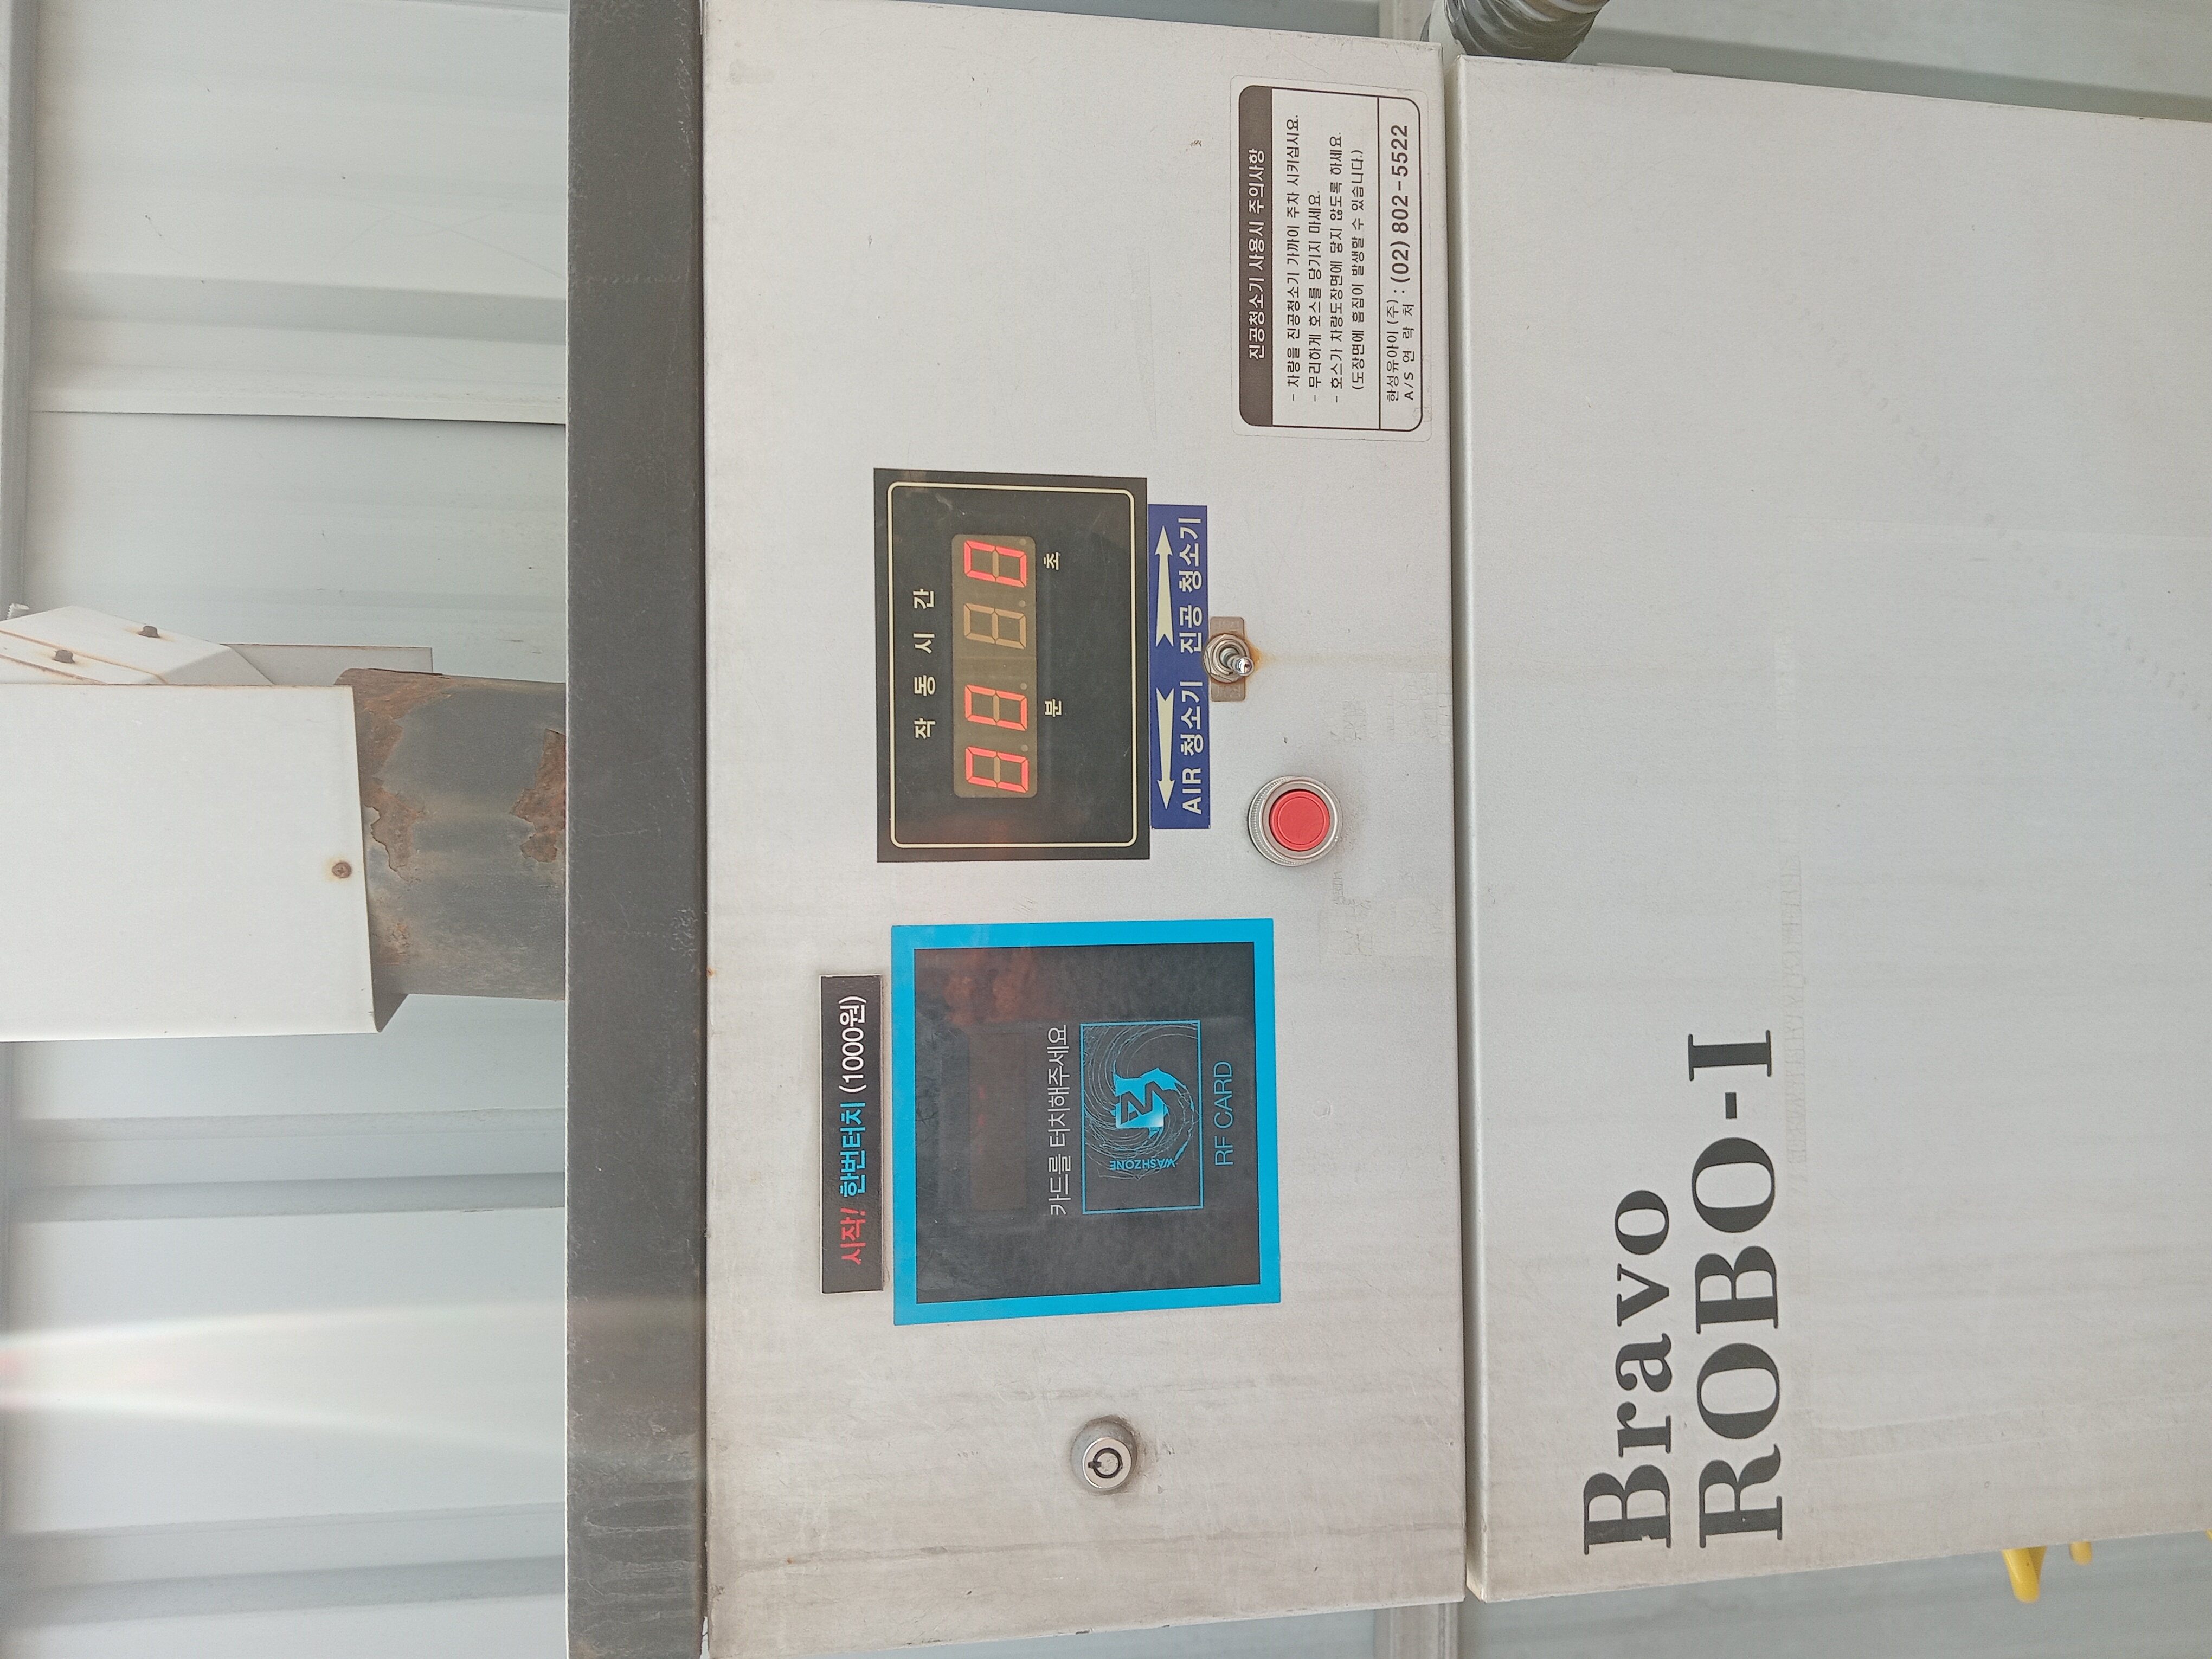 시작! 한번터치 (1000원)
카드를 터치해주세요
WASHZONE
RF CARD
작 동 시 간
분 초
AIR 청소기 진공 청소기
진공청소기 사용시 주의사항
- 차량을 진공청소기 가까이 주차 시키십시요.
- 무리하게 호스를 당기지 마세요.
- 호스가 차량도장면에 닿지 않도록 하세요.
(도장면에 흠집이 발생할 수 있습니다.)
한성유아이 (주)
A/S 연 락 처 : (02) 802-5522
Bravo
ROBO-I